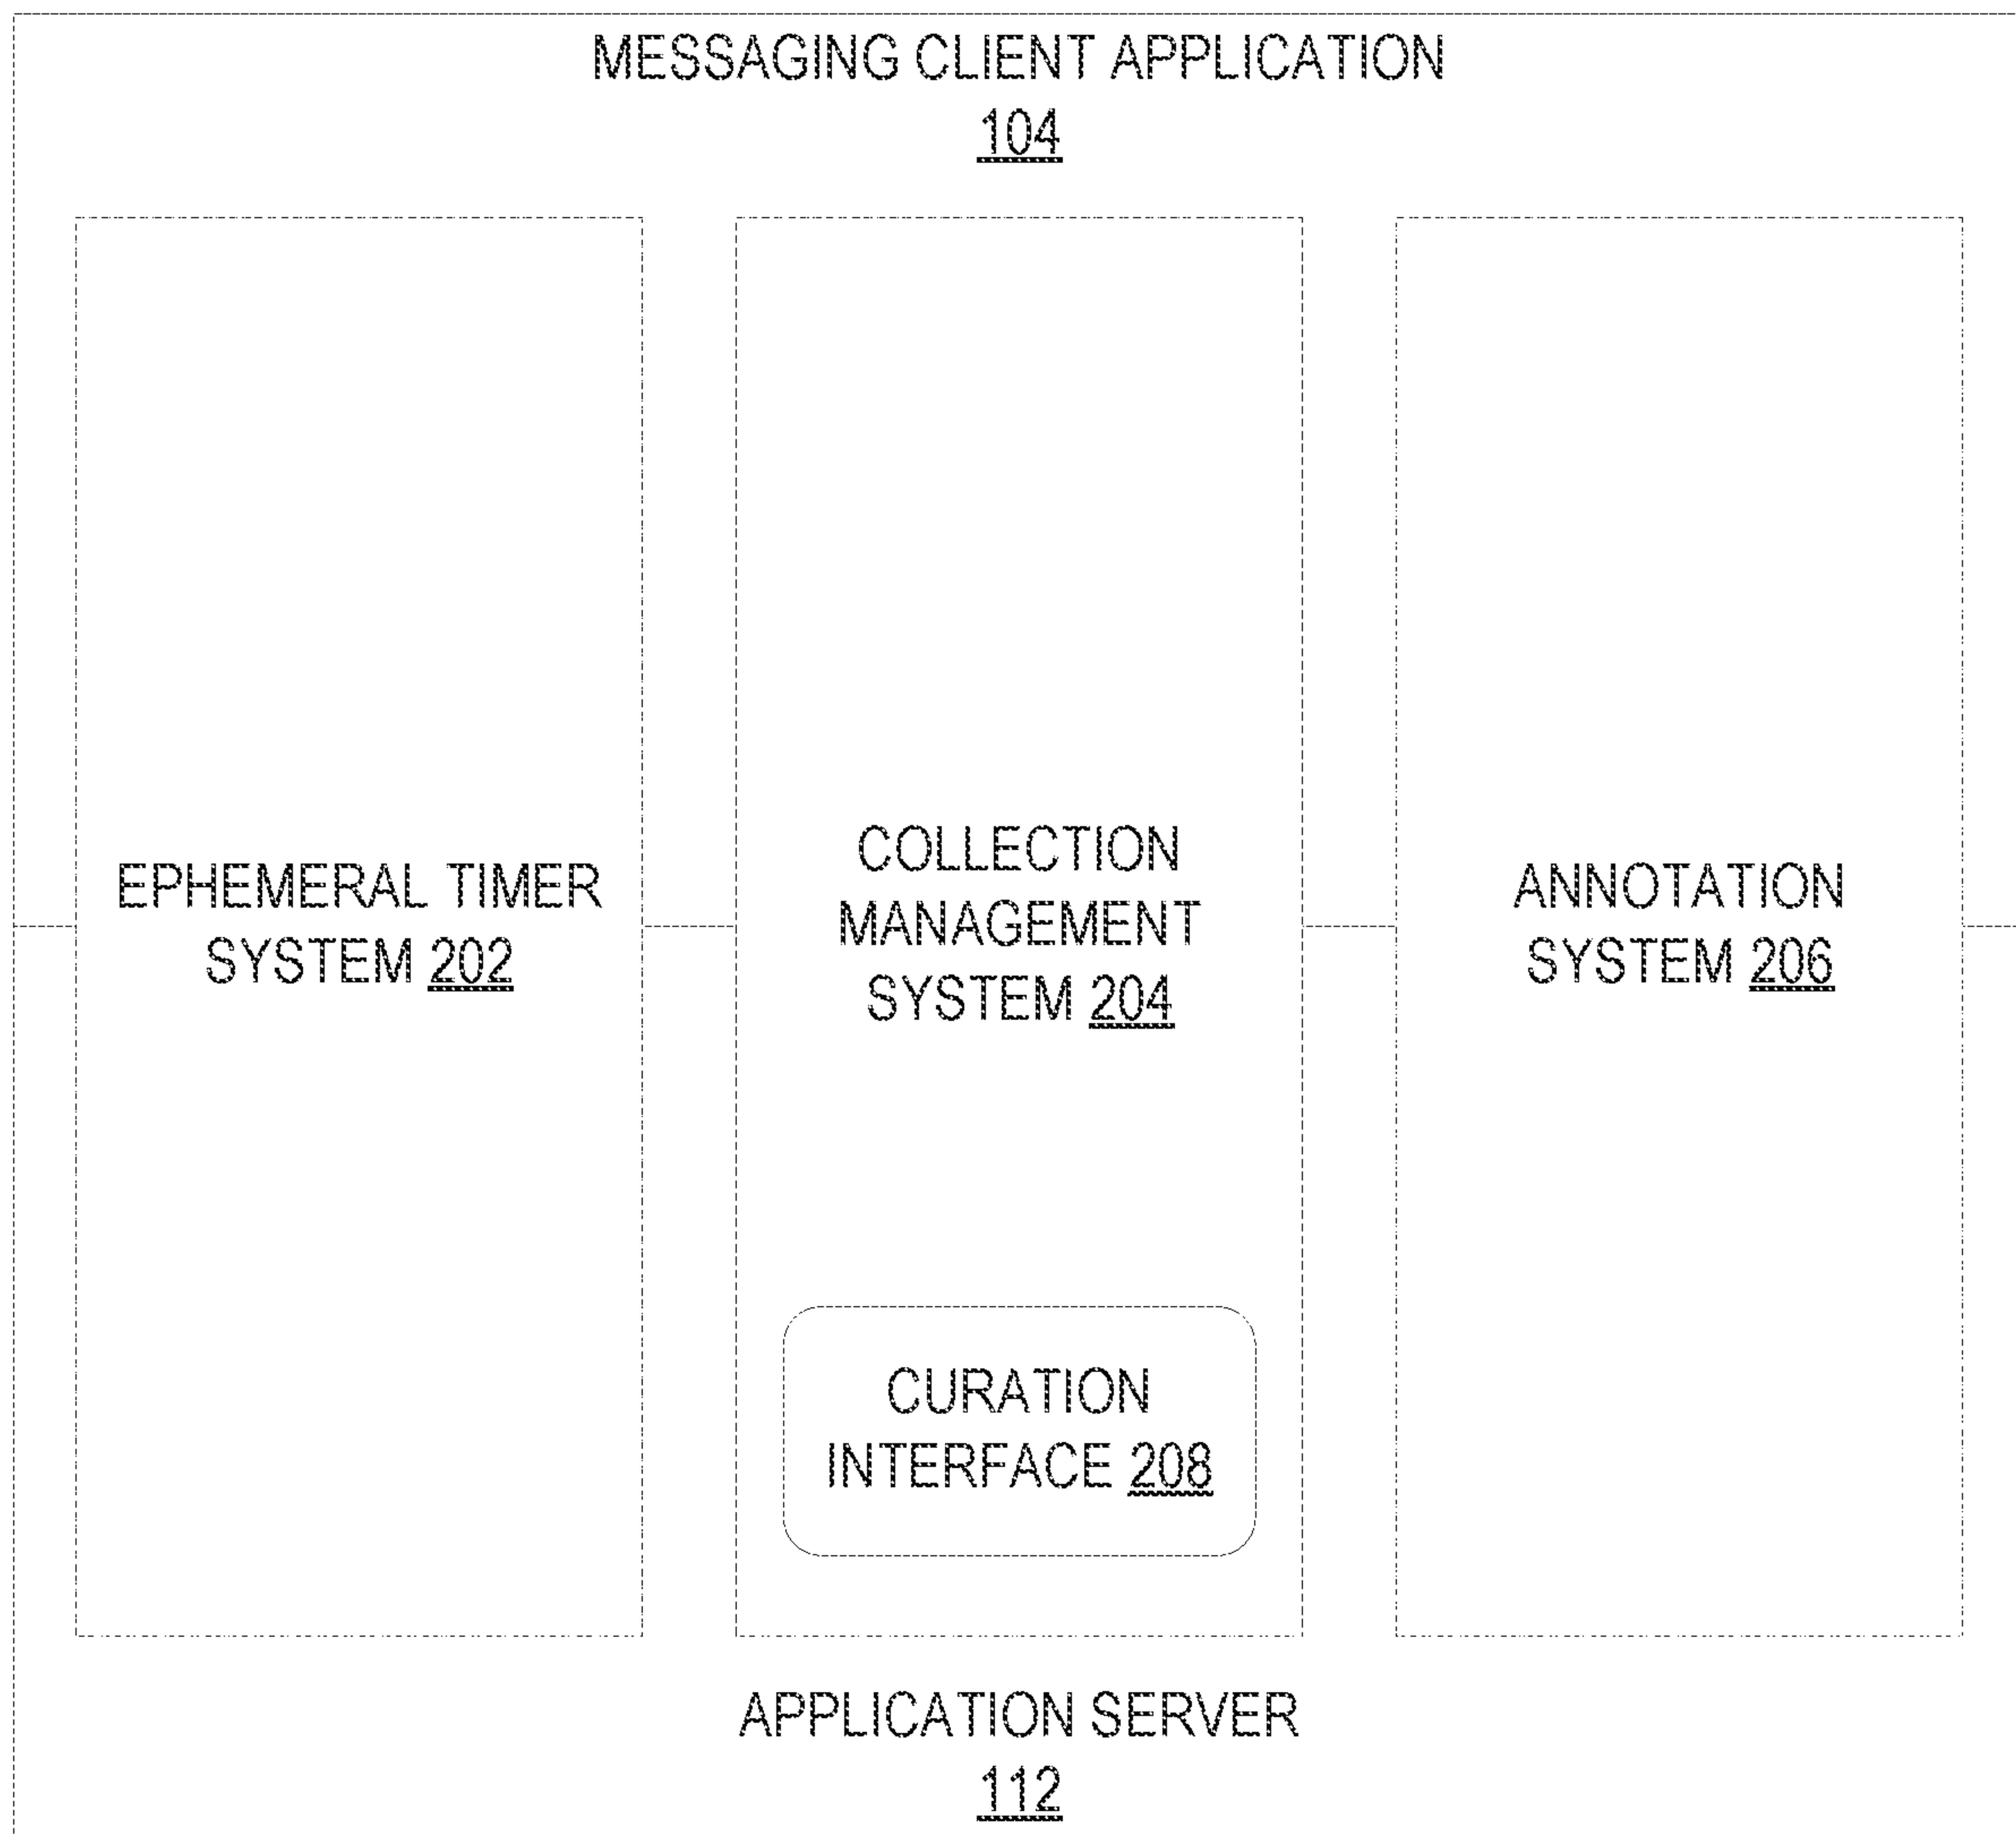 MESSAGING CLIENT APPLICATION
104
EPHEMERAL TIMER
SYSTEM 202
COLLECTION
MANAGEMENT
SYSTEM 204
CURATION
INTERFACE 208
ANNOTATION
SYSTEM 206
APPLICATION SERVER
112